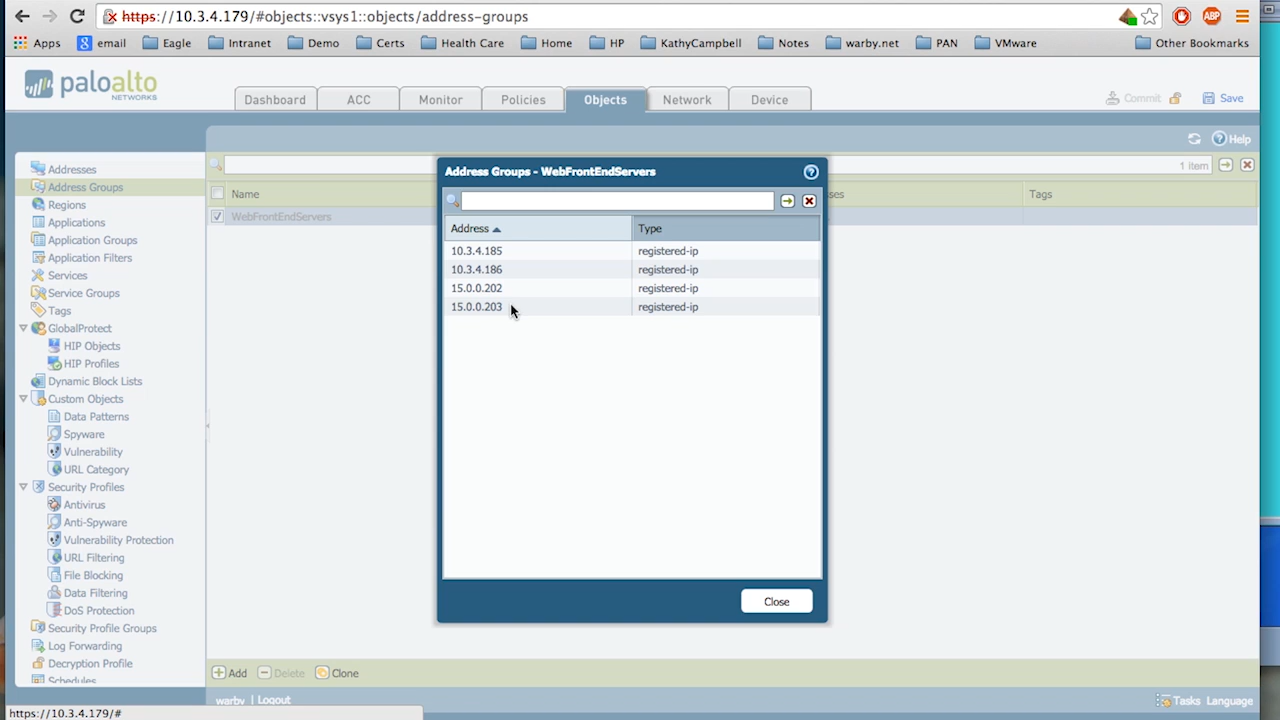 https://10.3.4.179/#objects::vsys1::objects/address-groups
ABP
Apps
email
Eagle
Intranet
Demo
Certs
Health Care
Home
HP
KathyCampbell
Notes
warby.net
PAN
VMware
Other Bookmarks
paloalto
NETWORKS
Dashboard
ACC
Monitor
Policies
Objects
Network
Device
Commit
Save
Help
Addresses
Address Groups
Regions
Applications
Application Groups
Application Filters
Services
Service Groups
Tags
GlobalProtect
HIP Objects
HIP Profiles
Dynamic Block Lists
Custom Objects
Data Patterns
Spyware
Vulnerability
URL Category
Security Profiles
Antivirus
Anti-Spyware
Vulnerability Protection
URL Filtering
File Blocking
Data Filtering
DoS Protection
Security Profile Groups
Log Forwarding
Decryption Profile
Schedules
1 item
Name
Tags
WebFrontEndServers
Address Groups - WebFrontEndServers
Address Type
10.3.4.185 registered-ip
10.3.4.186 registered-ip
15.0.0.202 registered-ip
15.0.0.203 registered-ip
Close
Add
Delete
Clone
warby | Logout
Tasks
Language
https://10.3.4.179/#